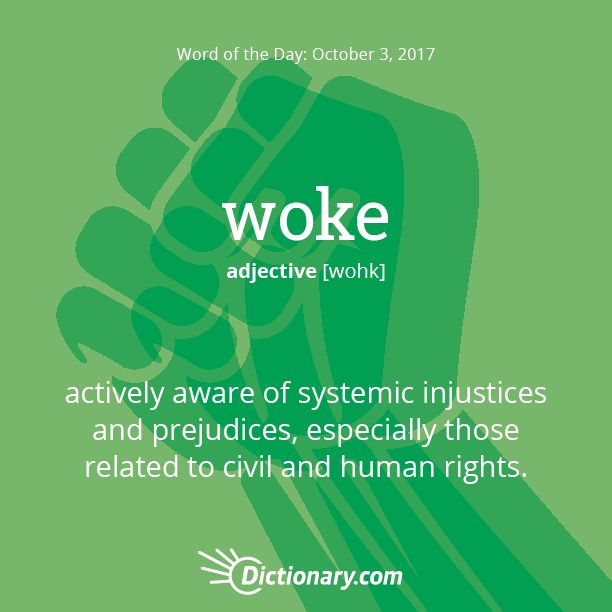 Word of the Day: October 3, 2017
woke
adjective [wohk]
actively aware of systemic injustices
and prejudices, especially those
related to civil and human rights.
Dictionary.com